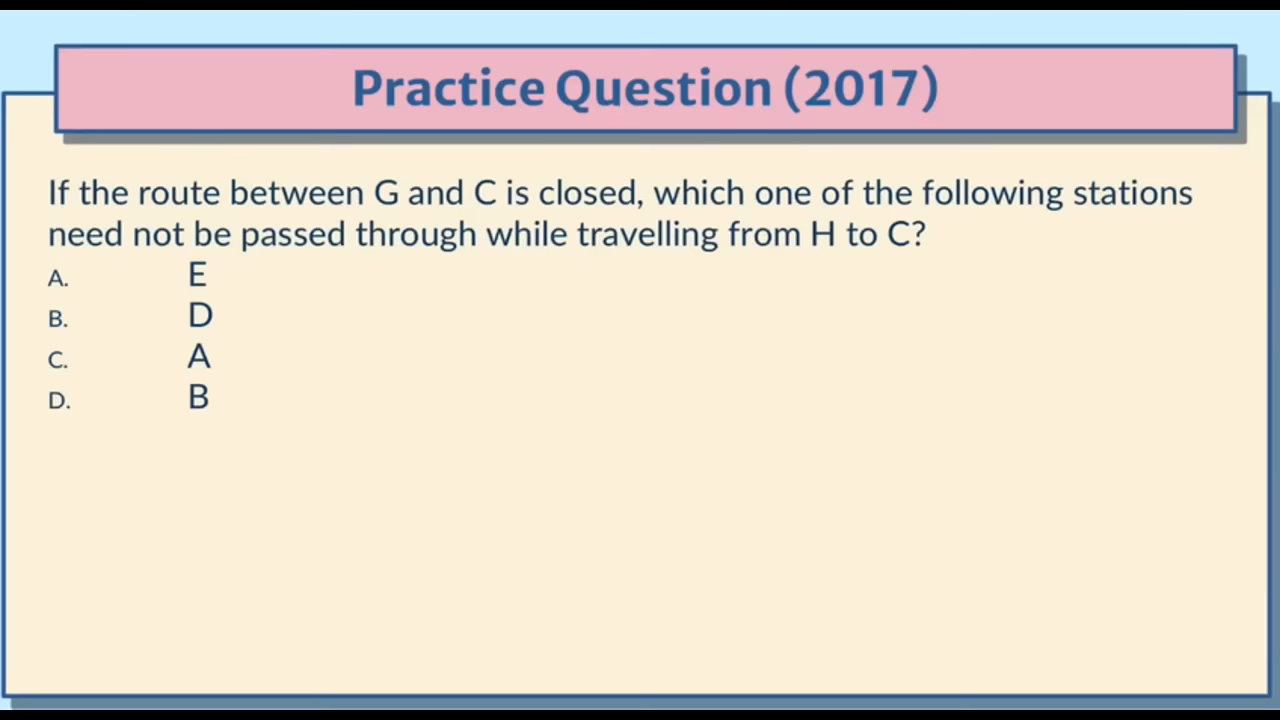 Practice Question (2017)
If the route between G and C is closed, which one of the following stations
need not be passed through while travelling from H to C?
A. E
B. D
C. A
D. B